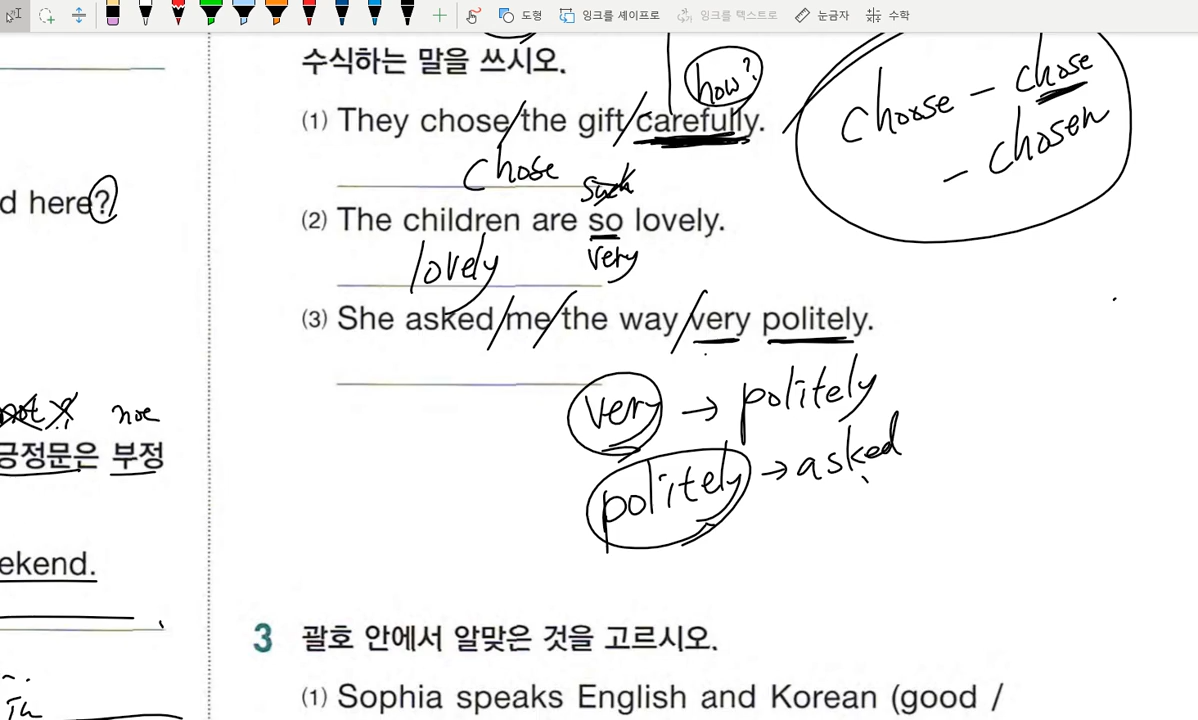 도형 잉크를 셰이프로 잉크를 텍스트로 눈금자 수학
수식하는 말을 쓰시오.
how?
(1) They chose/the gift/carefully.
choose – chose
– chosen
chose
such
(2) The children are so lovely.
lovely
very
(3) She asked/me/the way/very politely.
very → politely
politely → asked
d here?
not X
긍정문은 부정
ekend.
Th
3 괄호 안에서 알맞은 것을 고르시오.
(1) Sophia speaks English and Korean (good /